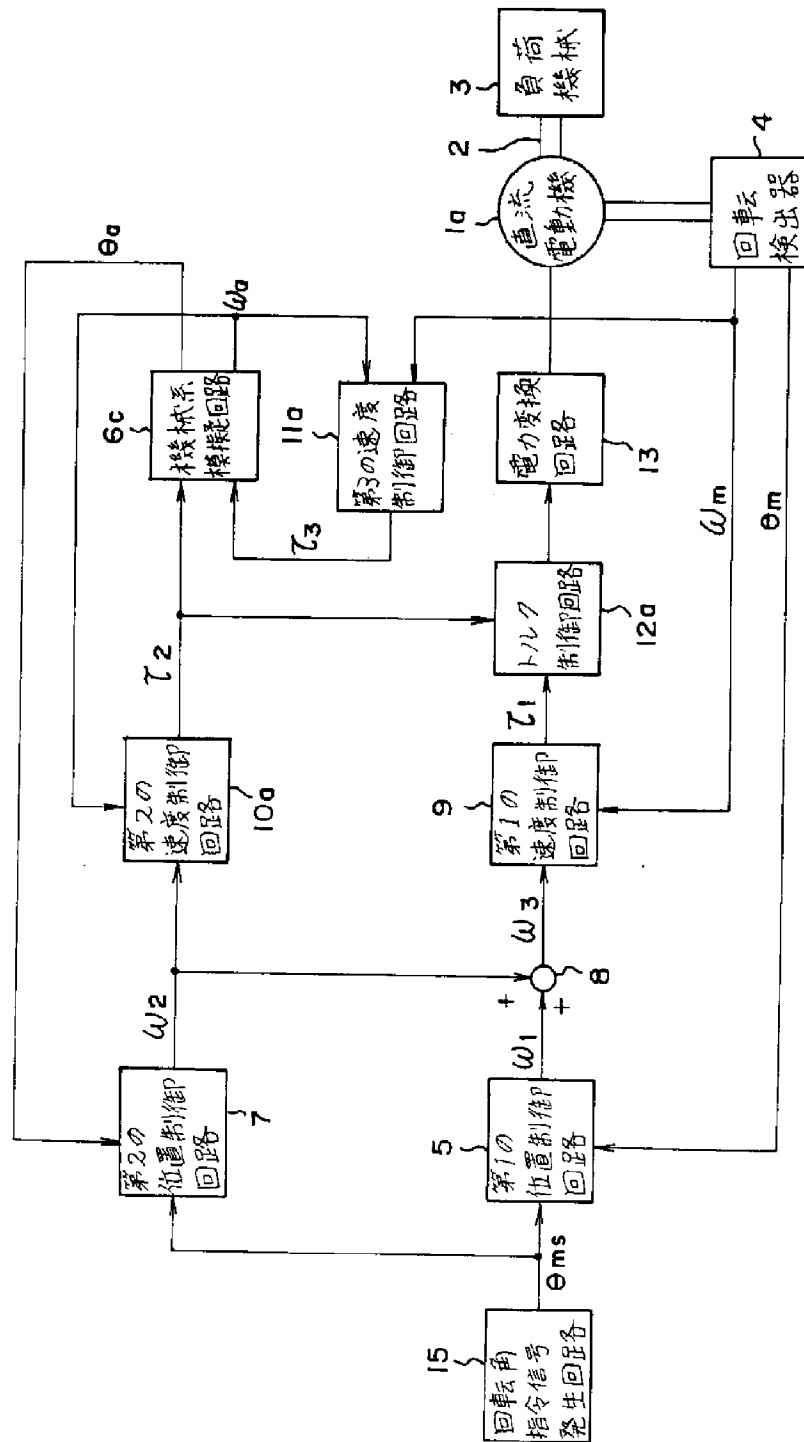 θa
ωa
6c
機械系
模擬回路
11a
第3の速度
制御回路
τ3
τ2
第2の
速度制御
回路
10a
ω2
第2の
位置制御
回路
7
3
負荷
機械
2
1a
直流
電動機
4
回転
検出器
電力変換
回路
13
トルク
制御回路
12a
τ1
9
第1の
速度制御
回路
ω3
+
+
8
ω1
5
第1の
位置制御
回路
ωm
θm
θms
15
回転角
指令信号
発生回路